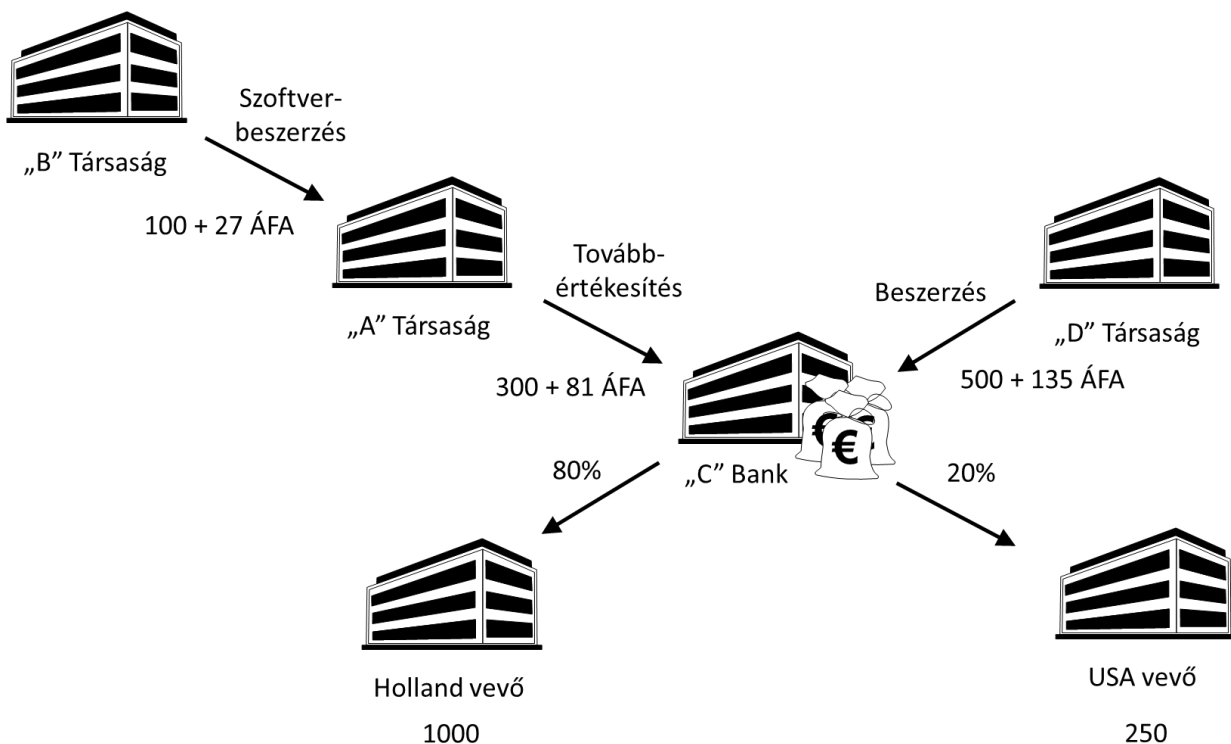 Szoftver-
beszerzés
„B” Társaság
100 + 27 ÁFA
Tovább-
értékesítés
Beszerzés
„A” Társaság
„D” Társaság
300 + 81 ÁFA
500 + 135 ÁFA
€
€
80%
„C” Bank
20%
Holland vevő
1000
USA vevő
250